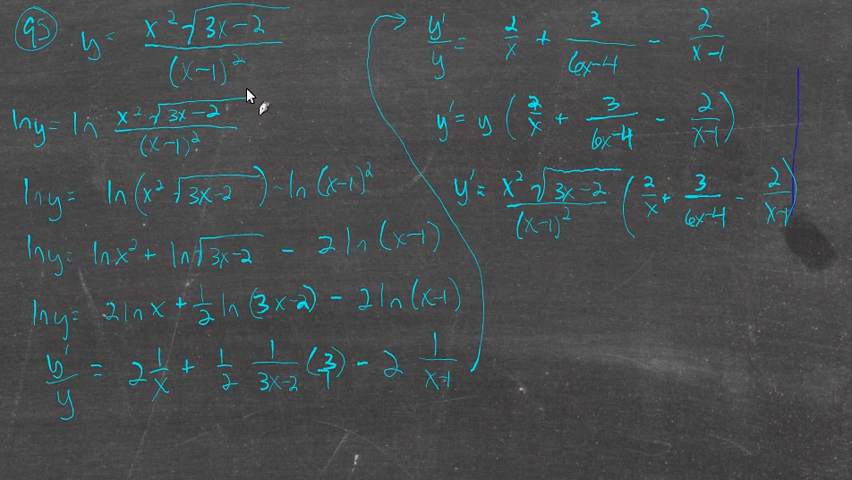 95 y = x²√(3x-2) / (x-1)²
ln y = ln x²√(3x-2) / (x-1)²
ln y = ln(x²√(3x-2)) - ln(x-1)²
ln y = ln x² + ln√(3x-2) - 2 ln(x-1)
ln y = 2 ln x + 1/2 ln(3x-2) - 2 ln(x-1)
y'/y = 2 1/x + 1/2 1/(3x-2) (3/1) - 2 1/(x-1)
y'/y = 2/x + 3/(6x-4) - 2/(x-1)
y' = y (2/x + 3/(6x-4) - 2/(x-1))
y' = x²√(3x-2) / (x-1)² (2/x + 3/(6x-4) - 2/(x-1))